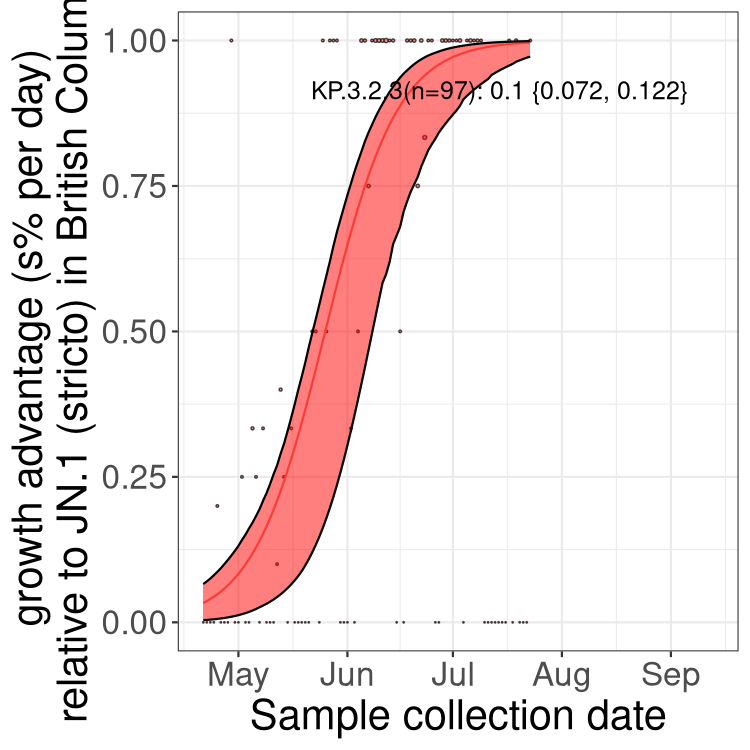 growth advantage (s% per day)
relative to JN.1 (stricto) in British Colum
1.00
0.75
0.50
0.25
0.00
KP.3.2.3(n=97): 0.1 {0.072, 0.122}
May Jun Jul Aug Sep
Sample collection date